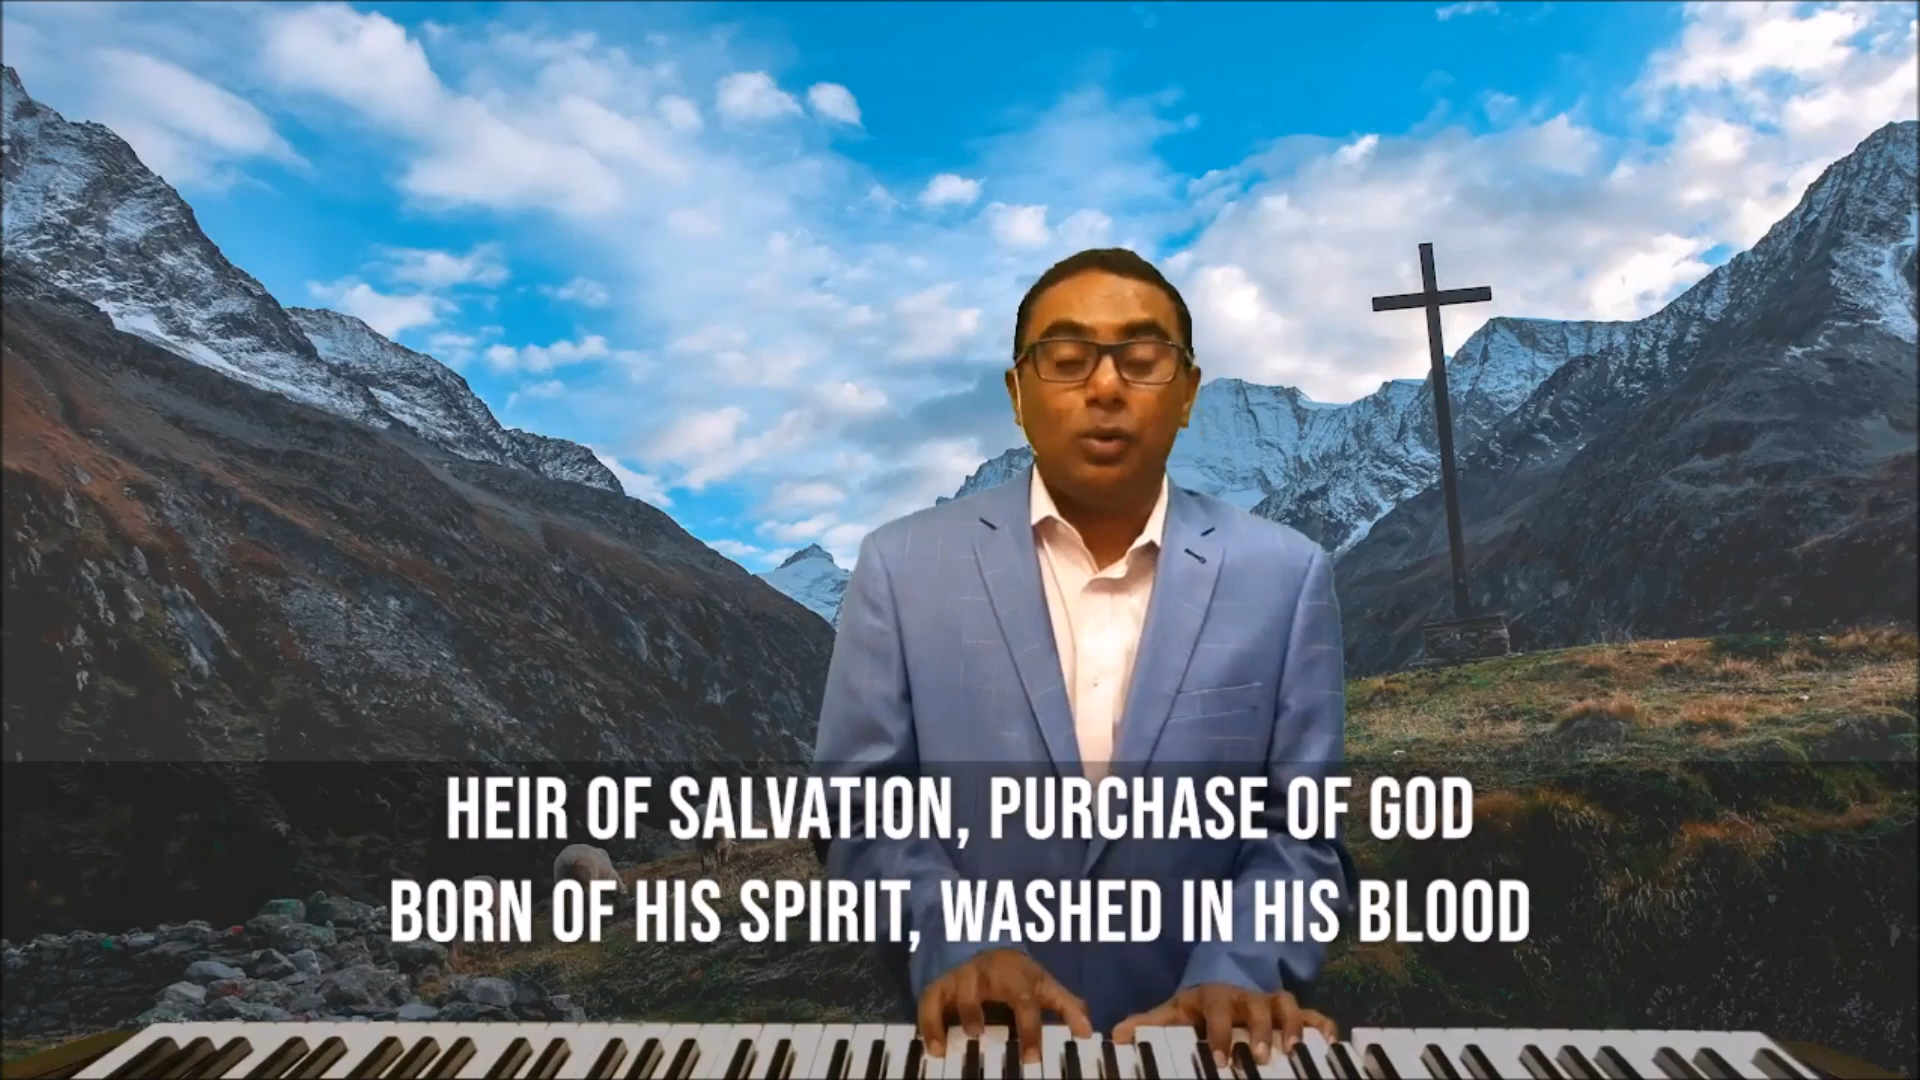 HEIR OF SALVATION, PURCHASE OF GOD
BORN OF HIS SPIRIT, WASHED IN HIS BLOOD